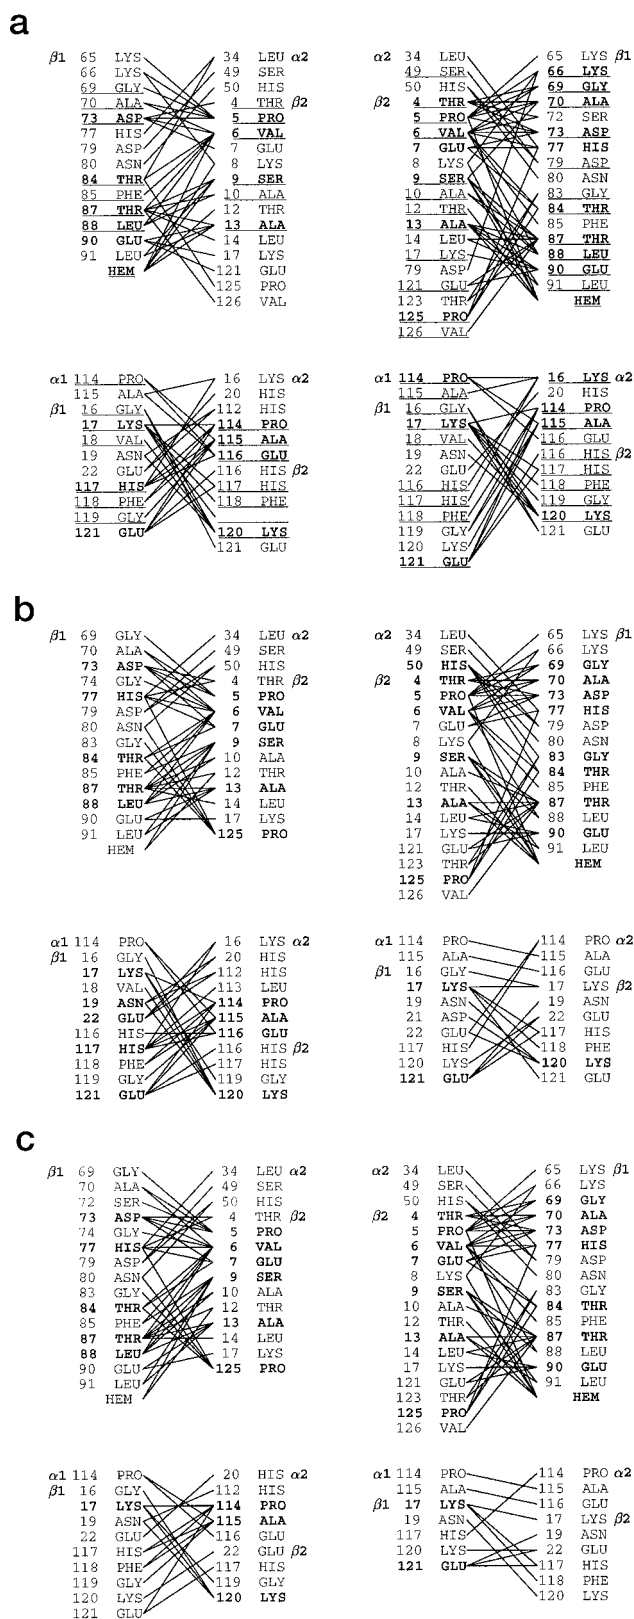 a
β1 65 LYS 34 LEU α2
66 LYS 49 SER
69 GLY 50 HIS
70 ALA 4 THR β2
73 ASP 5 PRO
77 HIS 6 VAL
79 ASP 7 GLU
80 ASN 8 LYS
84 THR 9 SER
85 PHE 10 ALA
87 THR 12 THR
88 LEU 13 ALA
90 GLU 14 LEU
91 LEU 17 LYS
HEM 121 GLU
125 PRO
126 VAL
α2 34 LEU 65 LYS β1
49 SER 66 LYS
50 HIS 69 GLY
β2 4 THR 70 ALA
5 PRO 72 SER
6 VAL 73 ASP
7 GLU 77 HIS
8 LYS 79 ASP
9 SER 80 ASN
10 ALA 83 GLY
12 THR 84 THR
13 ALA 85 PHE
14 LEU 87 THR
17 LYS 88 LEU
79 ASP 90 GLU
121 GLU 91 LEU
123 THR HEM
125 PRO
126 VAL
α1 114 PRO 16 LYS α2
115 ALA 20 HIS
β1 16 GLY 112 HIS
17 LYS 114 PRO
18 VAL 115 ALA
19 ASN 116 GLU
22 GLU 116 HIS β2
117 HIS 117 HIS
118 PHE 118 PHE
119 GLY
121 GLU 120 LYS
121 GLU
α1 114 PRO 16 LYS α2
115 ALA 20 HIS
β1 16 GLY 114 PRO
17 LYS 115 ALA
18 VAL 116 GLU
19 ASN 116 HIS β2
22 GLU 117 HIS
116 HIS 118 PHE
117 HIS 119 GLY
118 PHE 120 LYS
119 GLY 121 GLU
120 LYS
121 GLU
b
β1 69 GLY 34 LEU α2
70 ALA 49 SER
73 ASP 50 HIS
74 GLY 4 THR β2
77 HIS 5 PRO
79 ASP 6 VAL
80 ASN 7 GLU
83 GLY 9 SER
84 THR 10 ALA
85 PHE 12 THR
87 THR 13 ALA
88 LEU 14 LEU
90 GLU 17 LYS
91 LEU 125 PRO
HEM
α2 34 LEU 65 LYS β1
49 SER 66 LYS
50 HIS 69 GLY
β2 4 THR 70 ALA
5 PRO 73 ASP
6 VAL 77 HIS
7 GLU 79 ASP
8 LYS 80 ASN
9 SER 83 GLY
10 ALA 84 THR
12 THR 85 PHE
13 ALA 87 THR
14 LEU 88 LEU
17 LYS 90 GLU
121 GLU 91 LEU
123 THR HEM
125 PRO
126 VAL
α1 114 PRO 16 LYS α2
β1 16 GLY 20 HIS
17 LYS 112 HIS
18 VAL 113 LEU
19 ASN 114 PRO
22 GLU 115 ALA
116 HIS 116 GLU
117 HIS 116 HIS β2
118 PHE 117 HIS
119 GLY 119 GLY
121 GLU 120 LYS
α1 114 PRO 114 PRO α2
115 ALA 115 ALA
β1 16 GLY 116 GLU
17 LYS 17 LYS β2
19 ASN 19 ASN
21 ASP 22 GLU
22 GLU 117 HIS
117 HIS 118 PHE
120 LYS 120 LYS
121 GLU 121 GLU
c
β1 69 GLY 34 LEU α2
70 ALA 49 SER
72 SER 50 HIS
73 ASP 4 THR β2
74 GLY 5 PRO
77 HIS 6 VAL
79 ASP 7 GLU
80 ASN 9 SER
83 GLY 10 ALA
84 THR 12 THR
85 PHE 13 ALA
87 THR 14 LEU
88 LEU 17 LYS
90 GLU 125 PRO
91 LEU
HEM
α2 34 LEU 65 LYS β1
49 SER 66 LYS
50 HIS 69 GLY
β2 4 THR 70 ALA
5 PRO 73 ASP
6 VAL 77 HIS
7 GLU 79 ASP
8 LYS 80 ASN
9 SER 83 GLY
10 ALA 84 THR
12 THR 85 PHE
13 ALA 87 THR
14 LEU 88 LEU
17 LYS 90 GLU
121 GLU 91 LEU
123 THR HEM
125 PRO
126 VAL
α1 114 PRO 20 HIS α2
β1 16 GLY 112 HIS
17 LYS 114 PRO
19 ASN 115 ALA
22 GLU 116 GLU
117 HIS 22 GLU β2
118 PHE 117 HIS
119 GLY 119 GLY
120 LYS 120 LYS
121 GLU
α1 114 PRO 114 PRO α2
115 ALA 115 ALA
β1 17 LYS 116 GLU
19 ASN 17 LYS β2
117 HIS 19 ASN
120 LYS 22 GLU
121 GLU 117 HIS
118 PHE
120 LYS